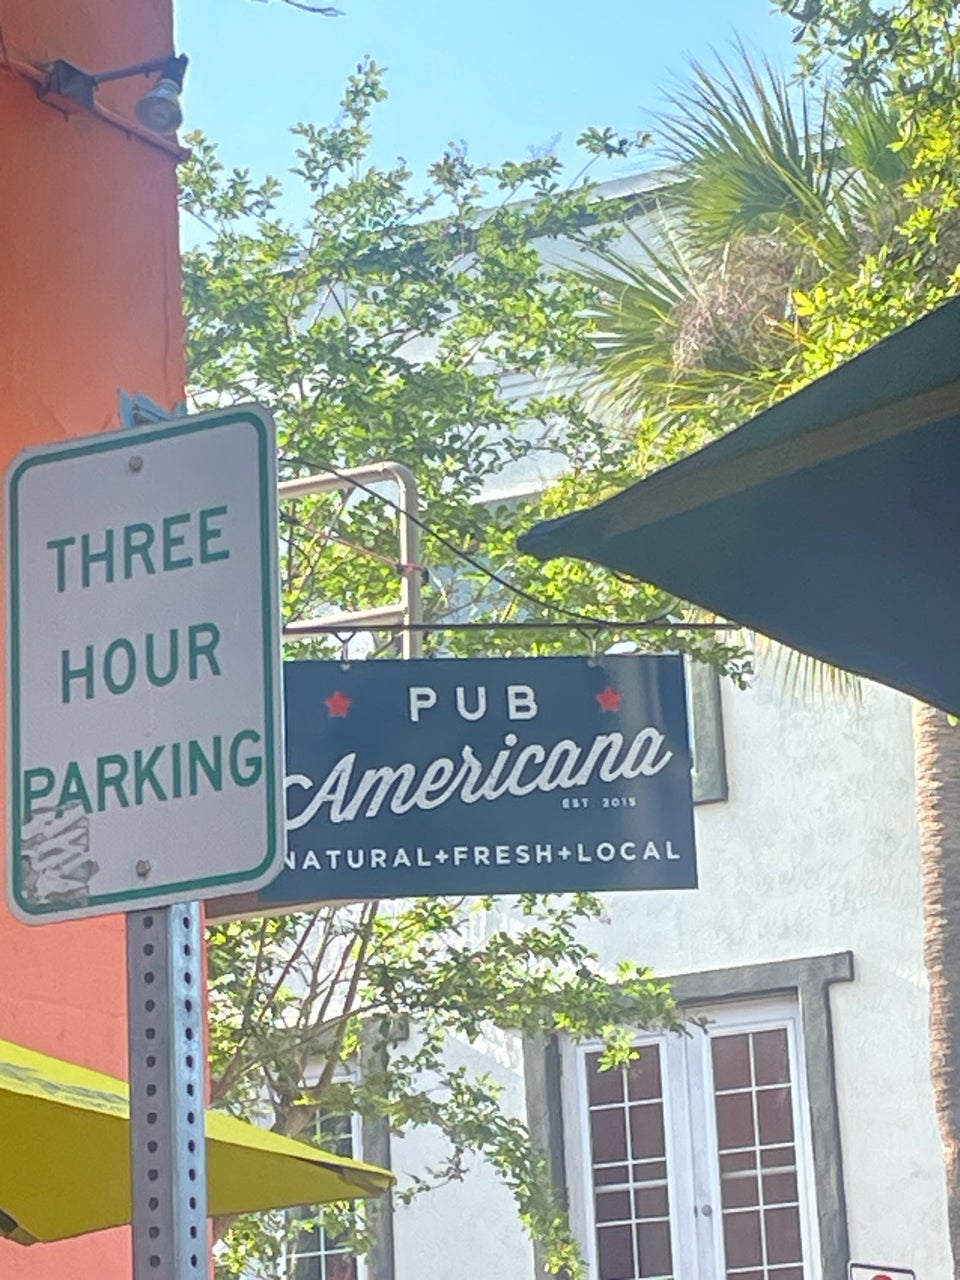 THREE
HOUR
PARKING
PUB
Americana
EST. 2015
NATURAL+FRESH+LOCAL